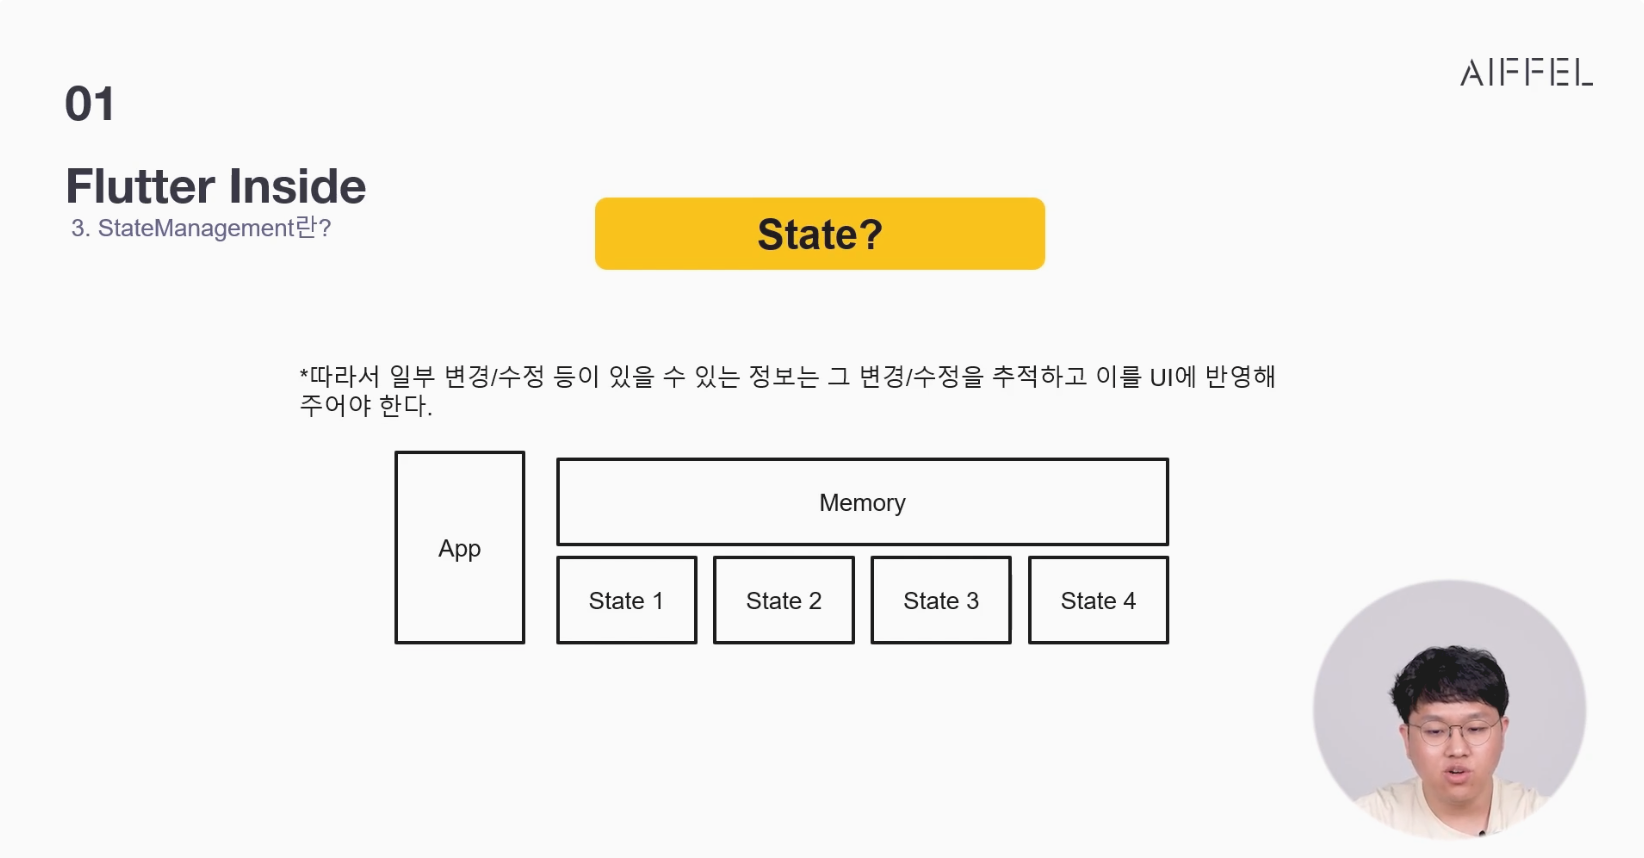 01
AIFFEL
Flutter Inside
3. StateManagement란?
State?
*따라서 일부 변경/수정 등이 있을 수 있는 정보는 그 변경/수정을 추적하고 이를 UI에 반영해
주어야 한다.
App
Memory
State 1
State 2
State 3
State 4